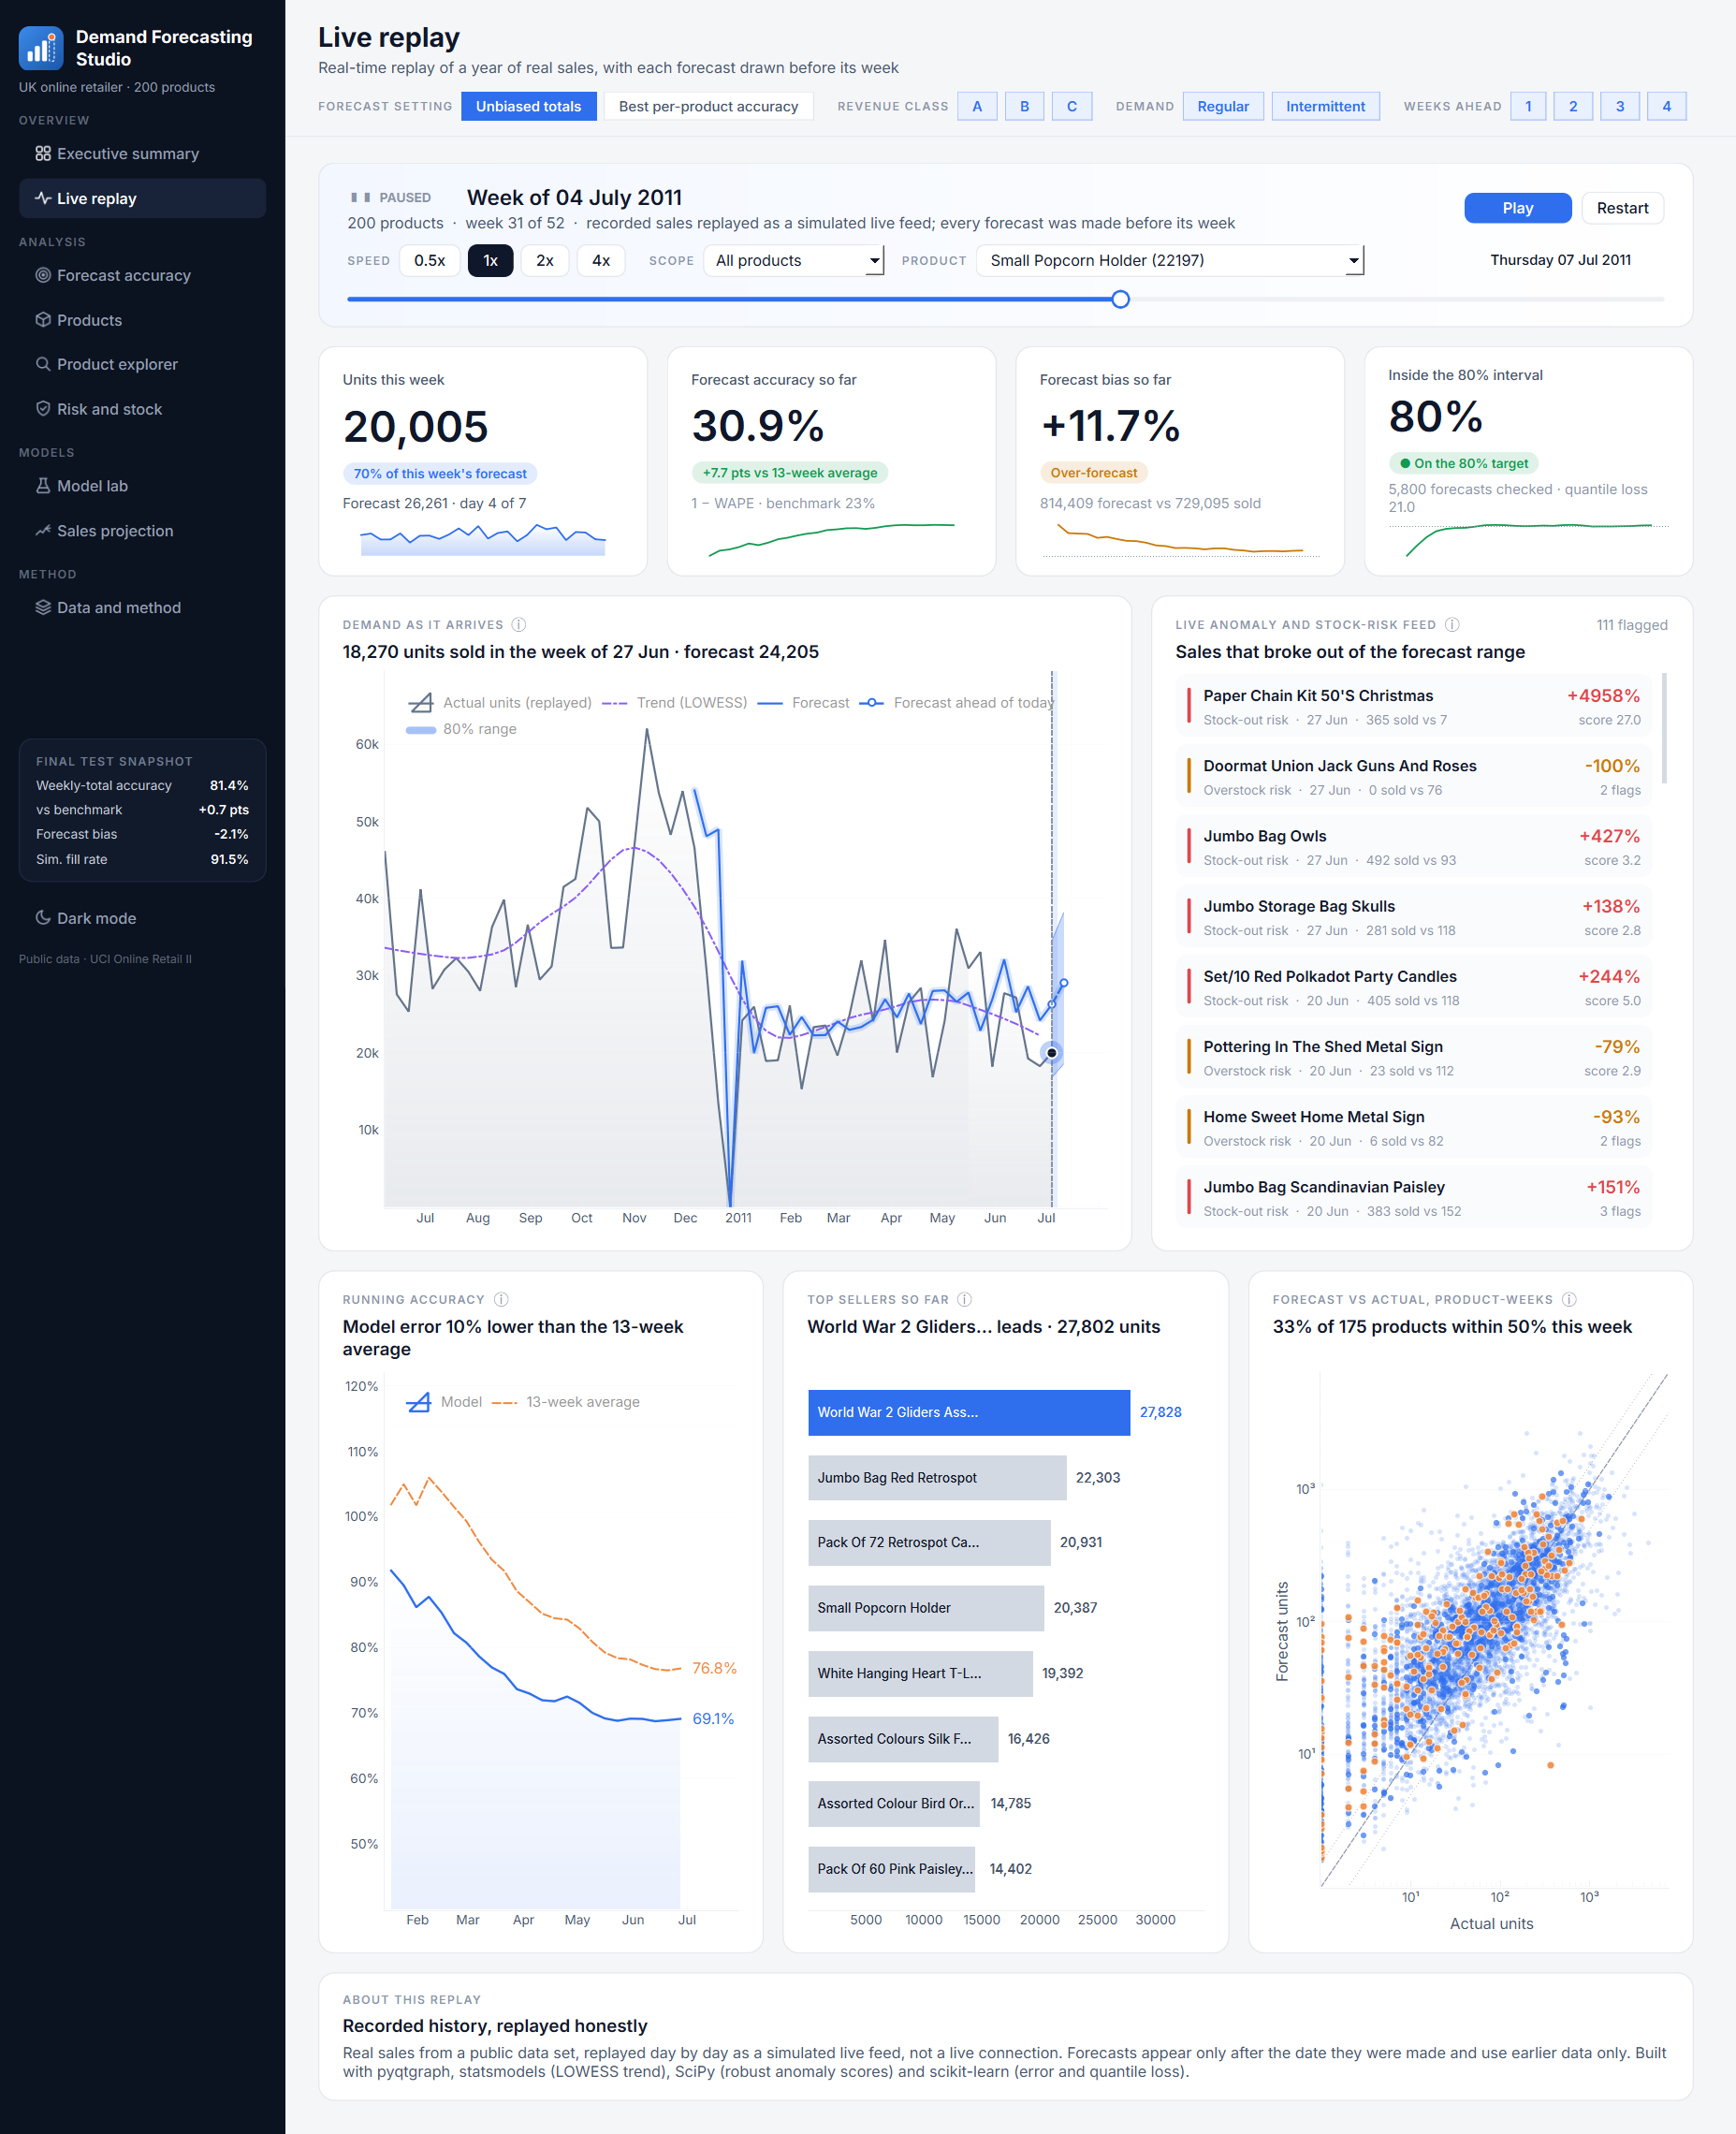 Demand Forecasting
Studio
UK online retailer · 200 products
OVERVIEW
Executive summary
Live replay
ANALYSIS
Forecast accuracy
Products
Product explorer
Risk and stock
MODELS
Model lab
Sales projection
METHOD
Data and method
FINAL TEST SNAPSHOT
Weekly-total accuracy 81.4%
vs benchmark +0.7 pts
Forecast bias -2.1%
Sim. fill rate 91.5%
Dark mode
Public data · UCI Online Retail II
Live replay
Real-time replay of a year of real sales, with each forecast drawn before its week
FORECAST SETTING Unbiased totals Best per-product accuracy REVENUE CLASS A B C DEMAND Regular Intermittent WEEKS AHEAD 1 2 3 4
PAUSED Week of 04 July 2011 Play Restart
200 products · week 31 of 52 · recorded sales replayed as a simulated live feed; every forecast was made before its week
SPEED 0.5x 1x 2x 4x SCOPE All products PRODUCT Small Popcorn Holder (22197) Thursday 07 Jul 2011
Units this week
20,005
70% of this week's forecast
Forecast 26,261 · day 4 of 7
Forecast accuracy so far
30.9%
+7.7 pts vs 13-week average
1 − WAPE · benchmark 23%
Forecast bias so far
+11.7%
Over-forecast
814,409 forecast vs 729,095 sold
Inside the 80% interval
80%
On the 80% target
5,800 forecasts checked · quantile loss
21.0
DEMAND AS IT ARRIVES ⓘ
18,270 units sold in the week of 27 Jun · forecast 24,205
Actual units (replayed) Trend (LOWESS) Forecast Forecast ahead of today
80% range
60k
50k
40k
30k
20k
10k
Jul Aug Sep Oct Nov Dec 2011 Feb Mar Apr May Jun Jul
LIVE ANOMALY AND STOCK-RISK FEED ⓘ 111 flagged
Sales that broke out of the forecast range
Paper Chain Kit 50'S Christmas +4958%
Stock-out risk · 27 Jun · 365 sold vs 7 score 27.0
Doormat Union Jack Guns And Roses -100%
Overstock risk · 27 Jun · 0 sold vs 76 2 flags
Jumbo Bag Owls +427%
Stock-out risk · 27 Jun · 492 sold vs 93 score 3.2
Jumbo Storage Bag Skulls +138%
Stock-out risk · 27 Jun · 281 sold vs 118 score 2.8
Set/10 Red Polkadot Party Candles +244%
Stock-out risk · 20 Jun · 405 sold vs 118 score 5.0
Pottering In The Shed Metal Sign -79%
Overstock risk · 20 Jun · 23 sold vs 112 score 2.9
Home Sweet Home Metal Sign -93%
Overstock risk · 20 Jun · 6 sold vs 82 2 flags
Jumbo Bag Scandinavian Paisley +151%
Stock-out risk · 20 Jun · 383 sold vs 152 3 flags
RUNNING ACCURACY ⓘ
Model error 10% lower than the 13-week
average
Model 13-week average
120%
110%
100%
90%
80%
70%
60%
50%
76.8%
69.1%
Feb Mar Apr May Jun Jul
TOP SELLERS SO FAR ⓘ
World War 2 Gliders... leads · 27,802 units
World War 2 Gliders Ass... 27,828
Jumbo Bag Red Retrospot 22,303
Pack Of 72 Retrospot Ca... 20,931
Small Popcorn Holder 20,387
White Hanging Heart T-L... 19,392
Assorted Colours Silk F... 16,426
Assorted Colour Bird Or... 14,785
Pack Of 60 Pink Paisley... 14,402
5000 10000 15000 20000 25000 30000
FORECAST VS ACTUAL, PRODUCT-WEEKS ⓘ
33% of 175 products within 50% this week
Forecast units
10³
10²
10¹
10¹ 10² 10³
Actual units
ABOUT THIS REPLAY
Recorded history, replayed honestly
Real sales from a public data set, replayed day by day as a simulated live feed, not a live connection. Forecasts appear only after the date they were made and use earlier data only. Built
with pyqtgraph, statsmodels (LOWESS trend), SciPy (robust anomaly scores) and scikit-learn (error and quantile loss).